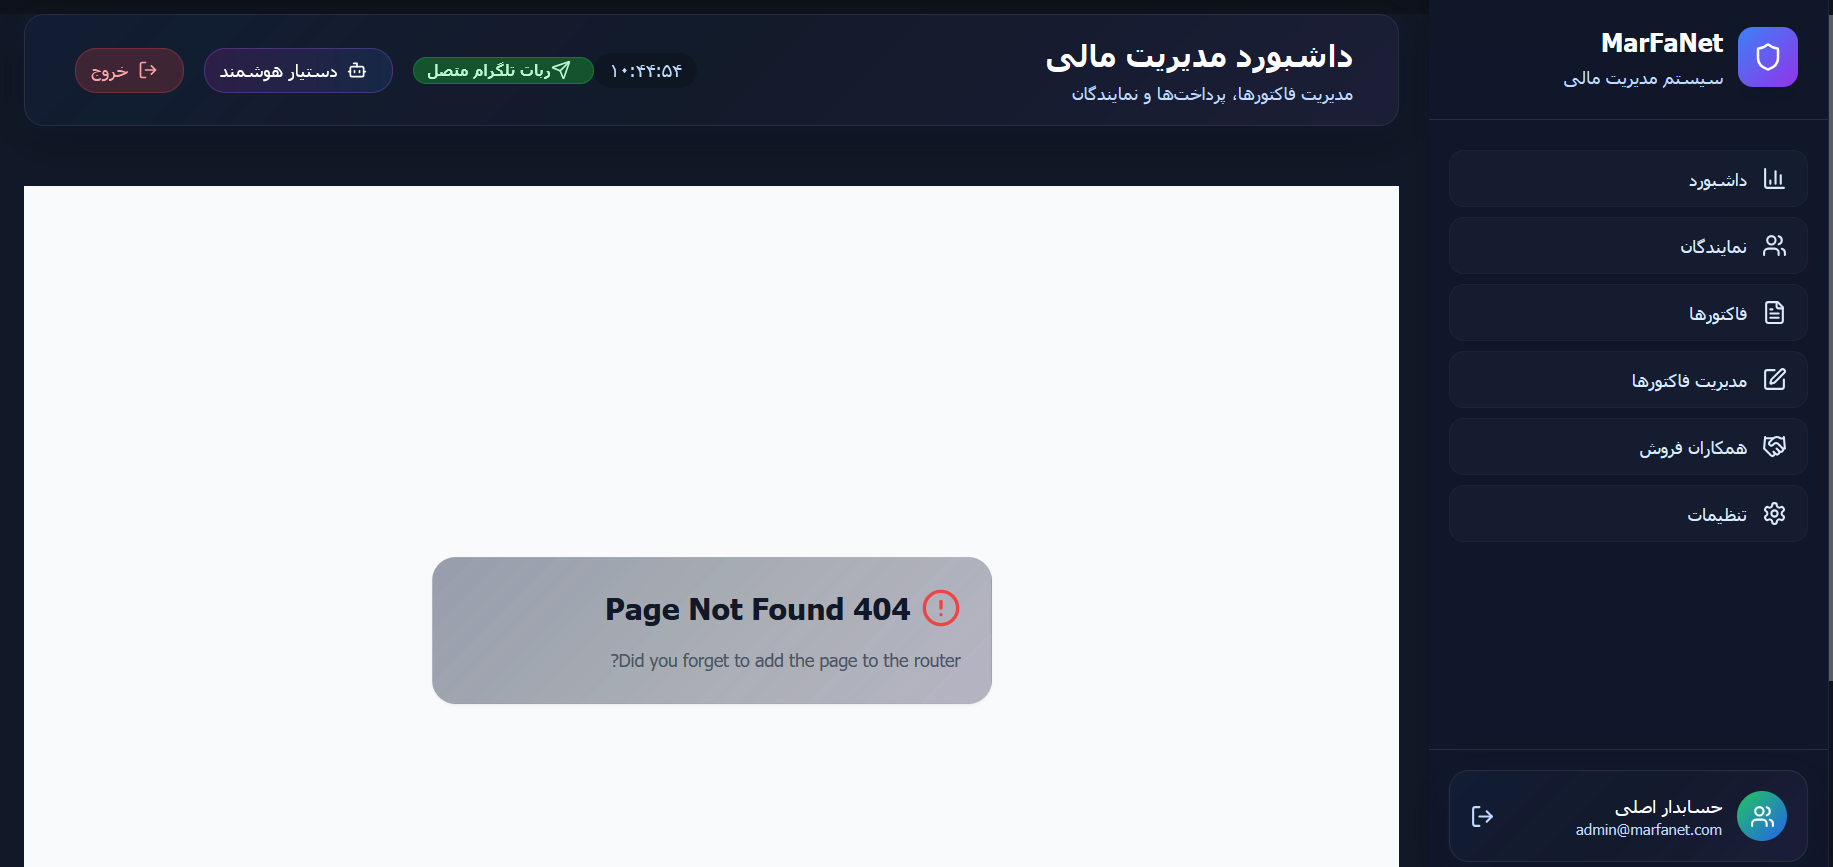 MarFaNet
سیستم مدیریت مالی
داشبورد
نمایندگان
فاکتورها
مدیریت فاکتورها
همکاران فروش
تنظیمات
حسابدار اصلی
admin@marfanet.com
داشبورد مدیریت مالی
مدیریت فاکتورها، پرداخت‌ها و نمایندگان
۱۰:۴۴:۵۴
ربات تلگرام متصل
دستیار هوشمند
خروج
Page Not Found 404
?Did you forget to add the page to the router